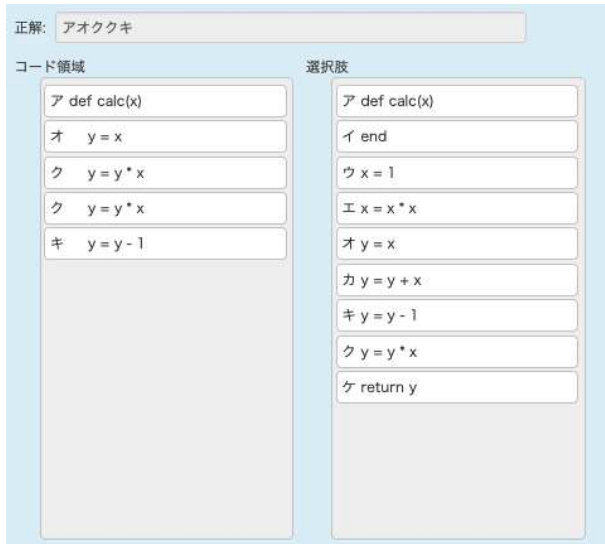 正解: アオククキ
コード領域
ア def calc(x)
オ y = x
ク y = y * x
ク y = y * x
キ y = y - 1
選択肢
ア def calc(x)
イ end
ウ x = 1
エ x = x * x
オ y = x
カ y = y + x
キ y = y - 1
ク y = y * x
ケ return y